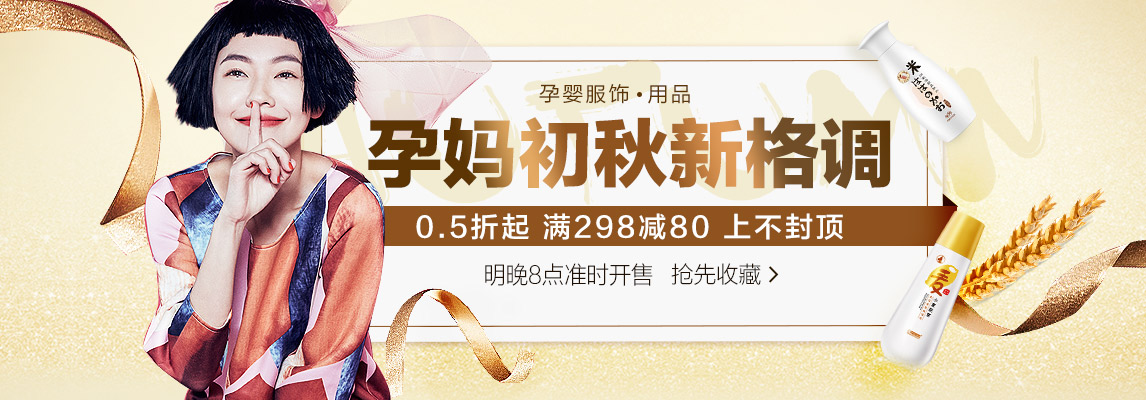 孕婴服饰·用品
孕妈初秋新格调
0.5折起 满298减80 上不封顶
明晚8点准时开售 抢先收藏 >
米